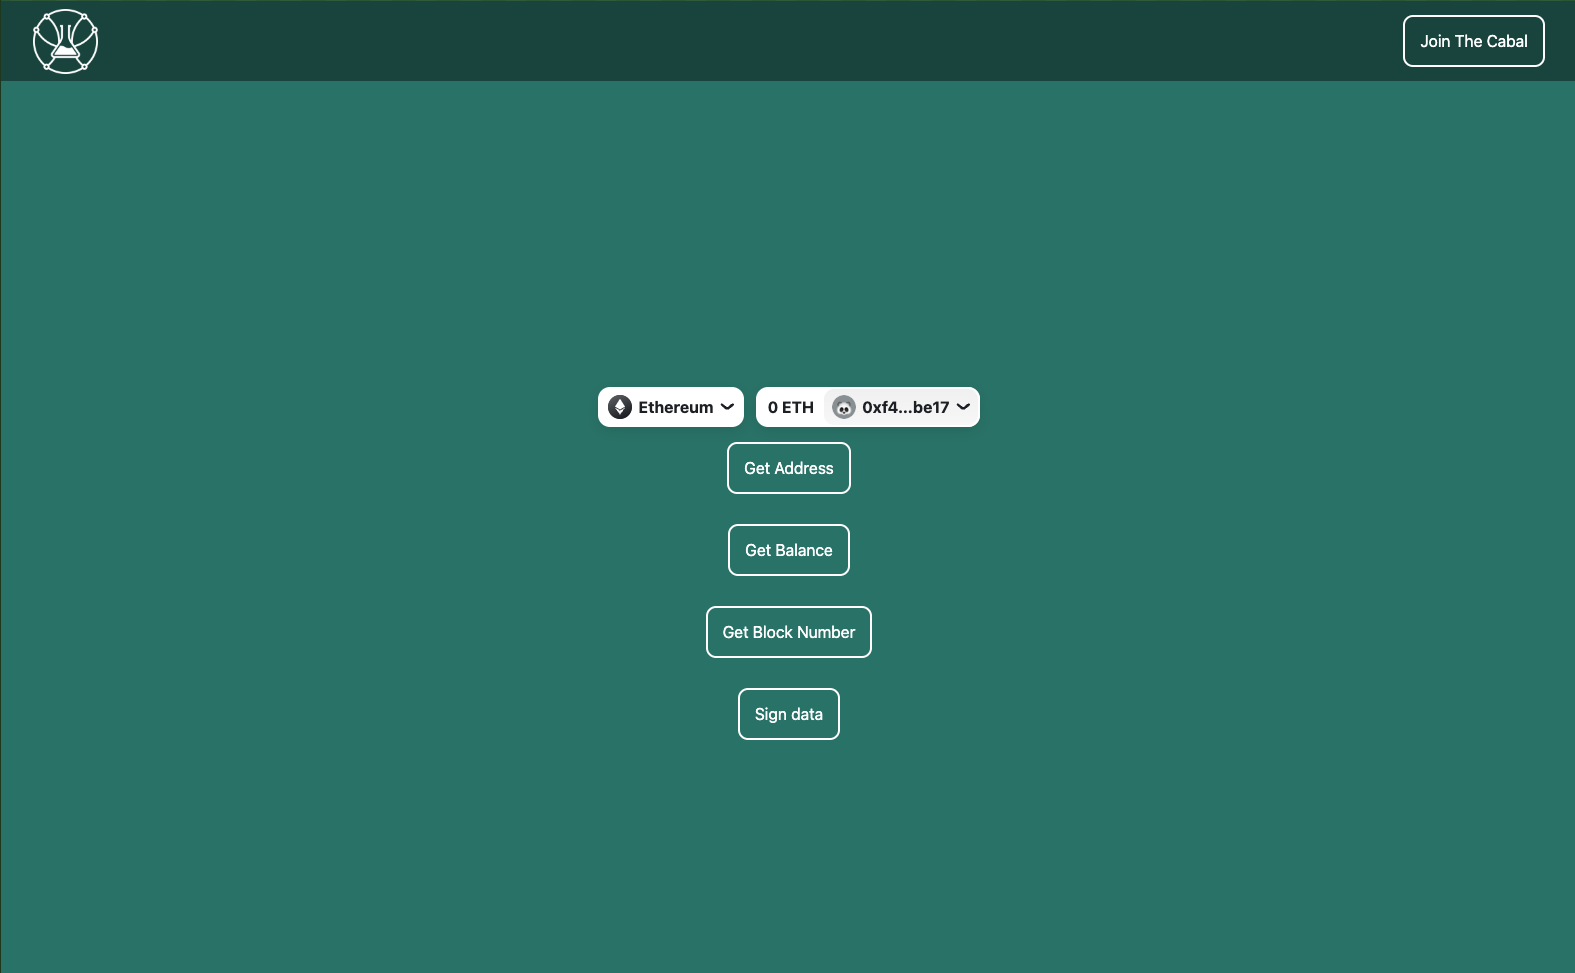 Join The Cabal
Ethereum
0 ETH
0xf4...be17
Get Address
Get Balance
Get Block Number
Sign data